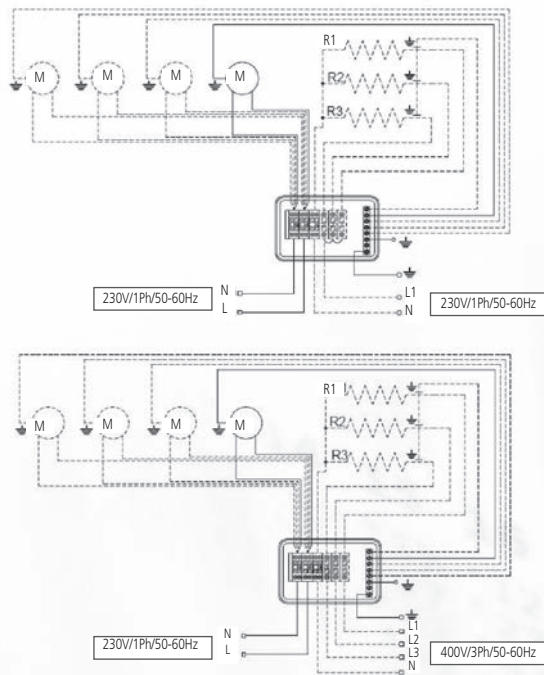 R1
M M M M
R2
R3
N
230V/1Ph/50-60Hz
L
L1
N
230V/1Ph/50-60Hz
R1
M M M M
R2
R3
N
230V/1Ph/50-60Hz
L
L1
L2
L3
N
400V/3Ph/50-60Hz